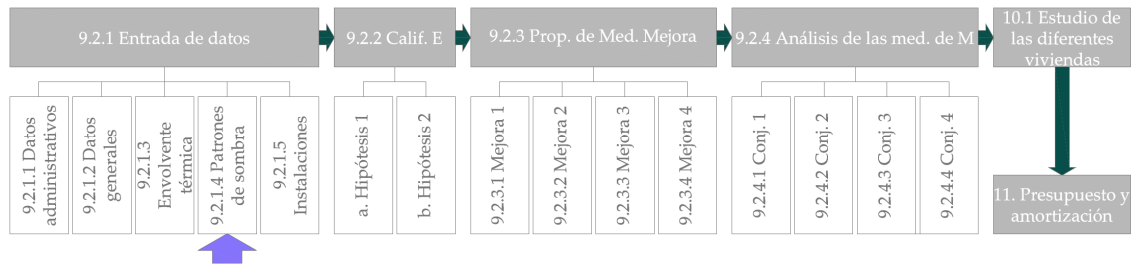 9.2.1 Entrada de datos
9.2.2 Calif. E
9.2.3 Prop. de Med. Mejora
9.2.4 Análisis de las med. de M
10.1 Estudio de
las diferentes
viviendas
9.2.1.1 Datos
administrativos
9.2.1.2 Datos
generales
9.2.1.3
Envolvente
térmica
9.2.1.4 Patrones
de sombra
9.2.1.5
Instalaciones
a. Hipótesis 1
b. Hipótesis 2
9.2.3.1 Mejora 1
9.2.3.2 Mejora 2
9.2.3.3 Mejora 3
9.2.3.4 Mejora 4
9.2.4.1 Conj. 1
9.2.4.2 Conj. 2
9.2.4.3 Conj. 3
9.2.4.4 Conj. 4
11. Presupuesto y
amortización